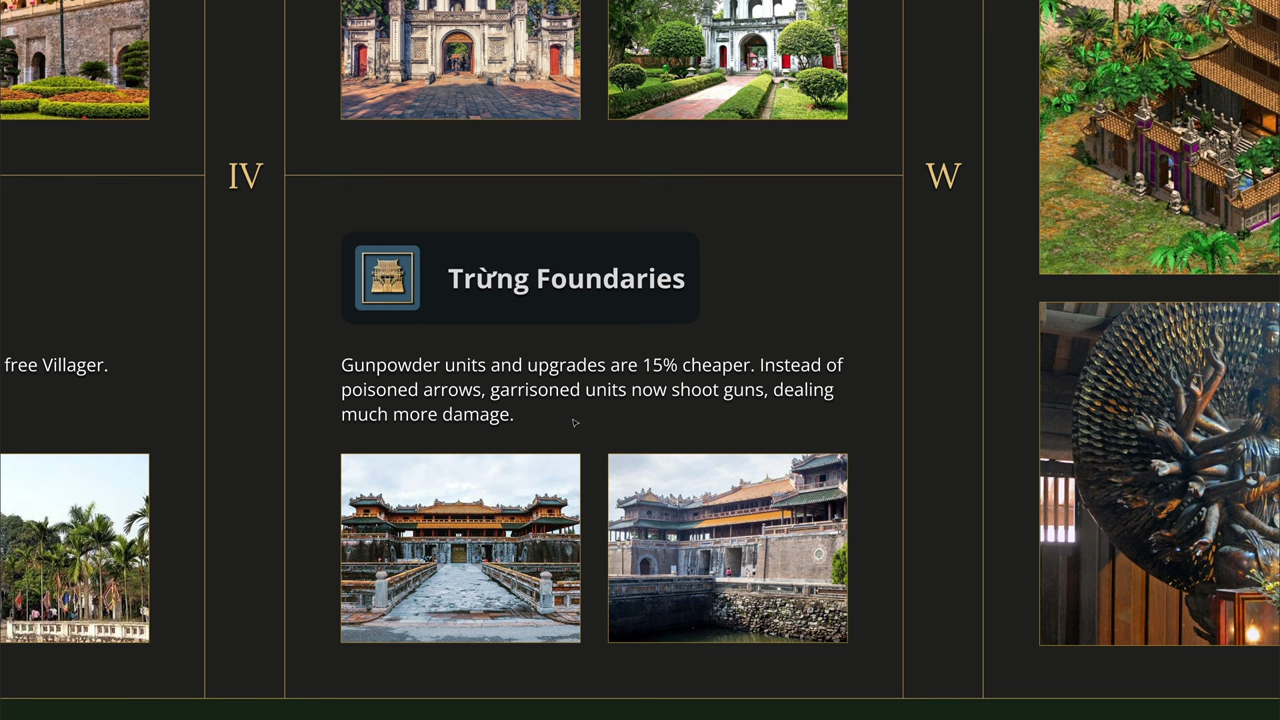 IV
W
Trừng Foundaries
free Villager.
Gunpowder units and upgrades are 15% cheaper. Instead of
poisoned arrows, garrisoned units now shoot guns, dealing
much more damage.